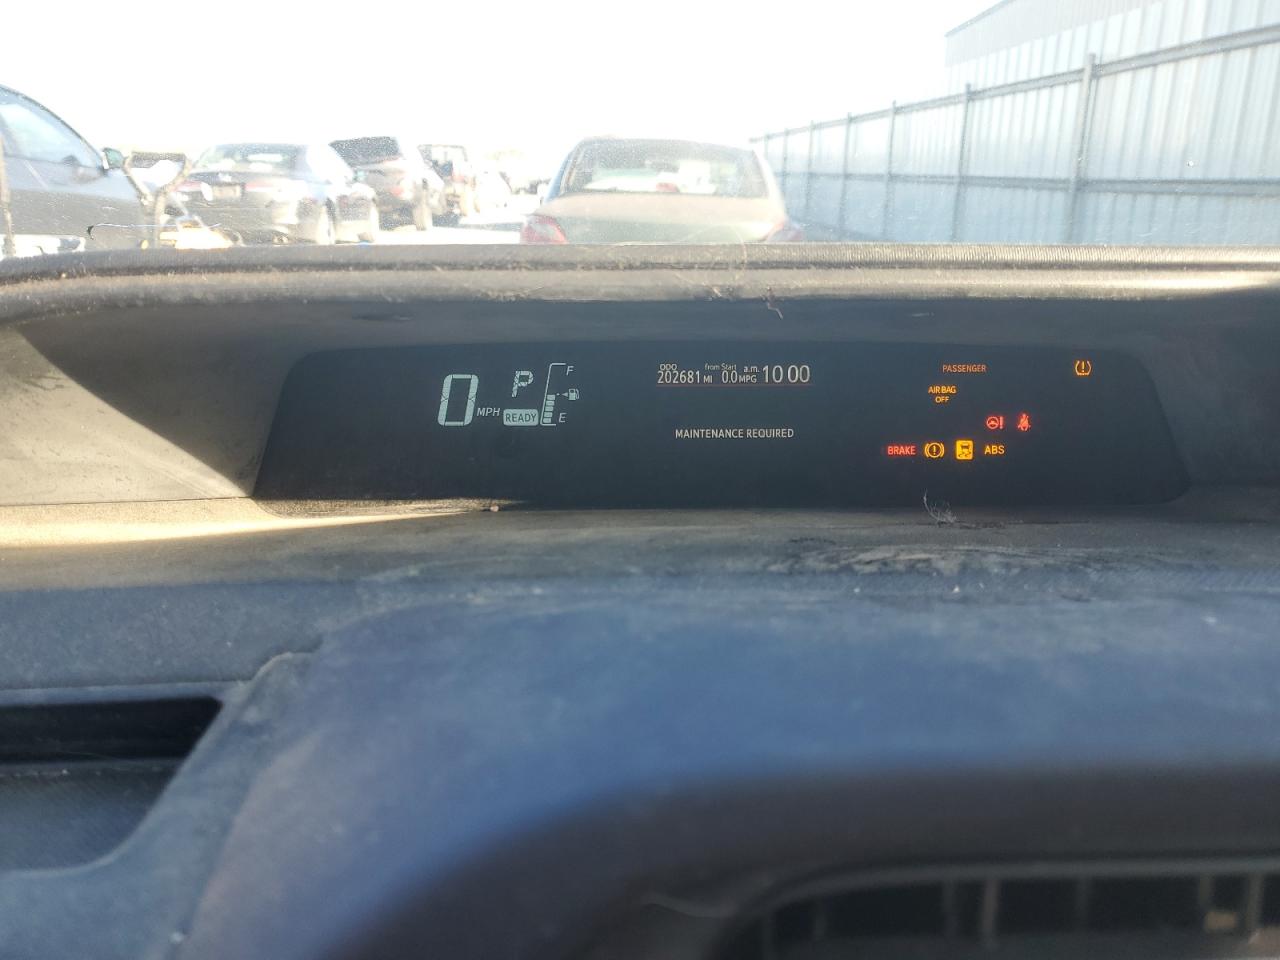 0 MPH
P
READY
F
E
ODO
202681 MI
from Start
0.0 MPG
a.m.
10 00
MAINTENANCE REQUIRED
PASSENGER
AIR BAG
OFF
BRAKE
ABS